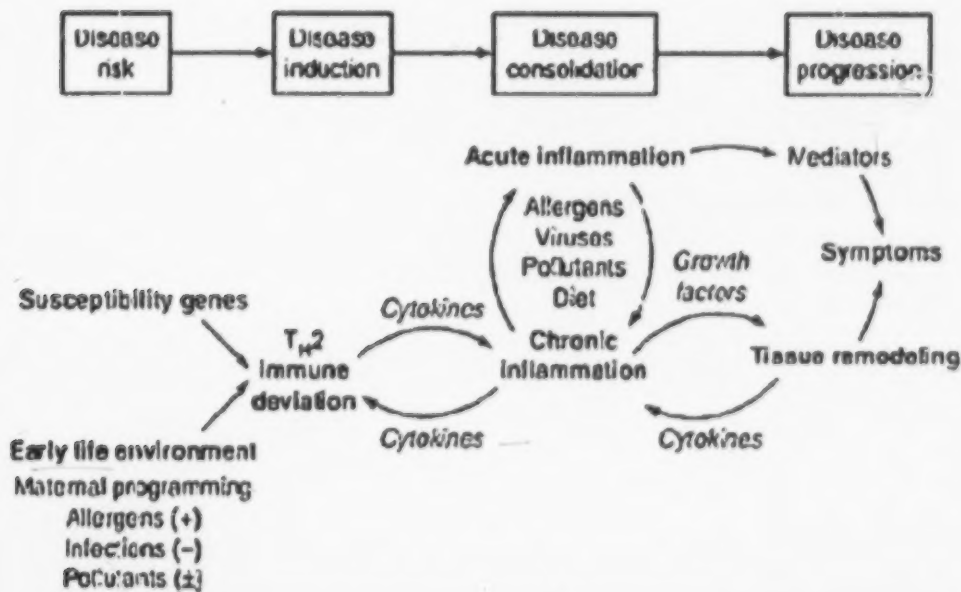 Disease
risk
Disease
induction
Disease
consolidation
Disease
progression
Acute inflammation
Mediators
Allergens
Viruses
Pollutants
Diet
Growth
factors
Symptoms
Susceptibility genes
Cytokines
TH2
Immune
deviation
Chronic
inflammation
Tissue remodeling
Cytokines
Cytokines
Early life environment
Maternal programming
Allergens (+)
Infections (–)
Pollutants (±)